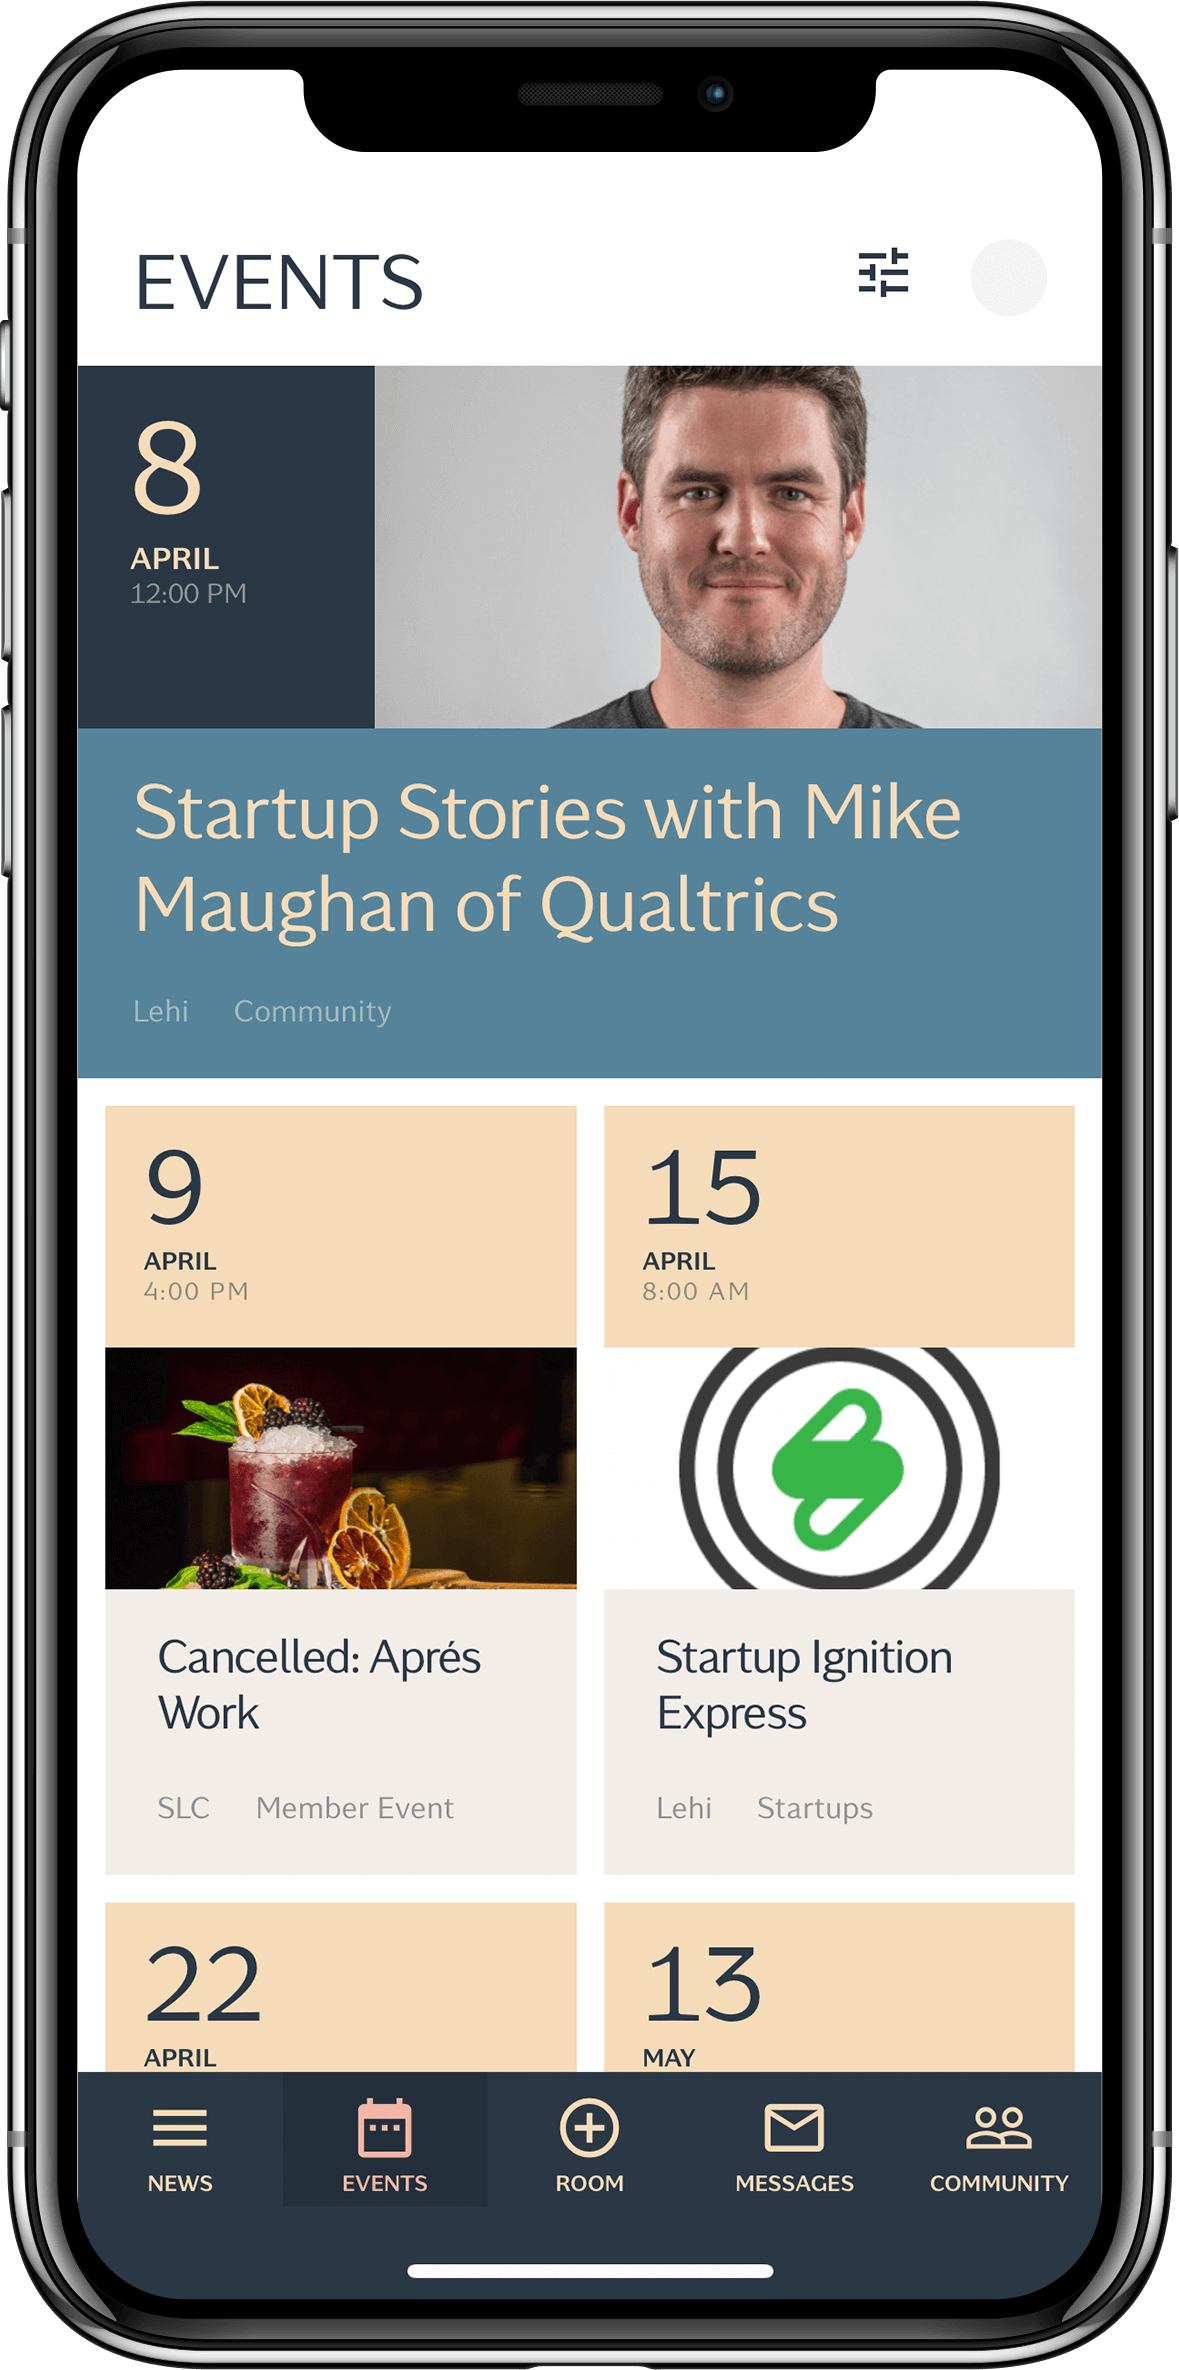 EVENTS
8
APRIL
12:00 PM
Startup Stories with Mike
Maughan of Qualtrics
Lehi Community
9
APRIL
4:00 PM
Cancelled: Aprés
Work
SLC Member Event
15
APRIL
8:00 AM
Startup Ignition
Express
Lehi Startups
22
APRIL
13
MAY
NEWS
EVENTS
ROOM
MESSAGES
COMMUNITY